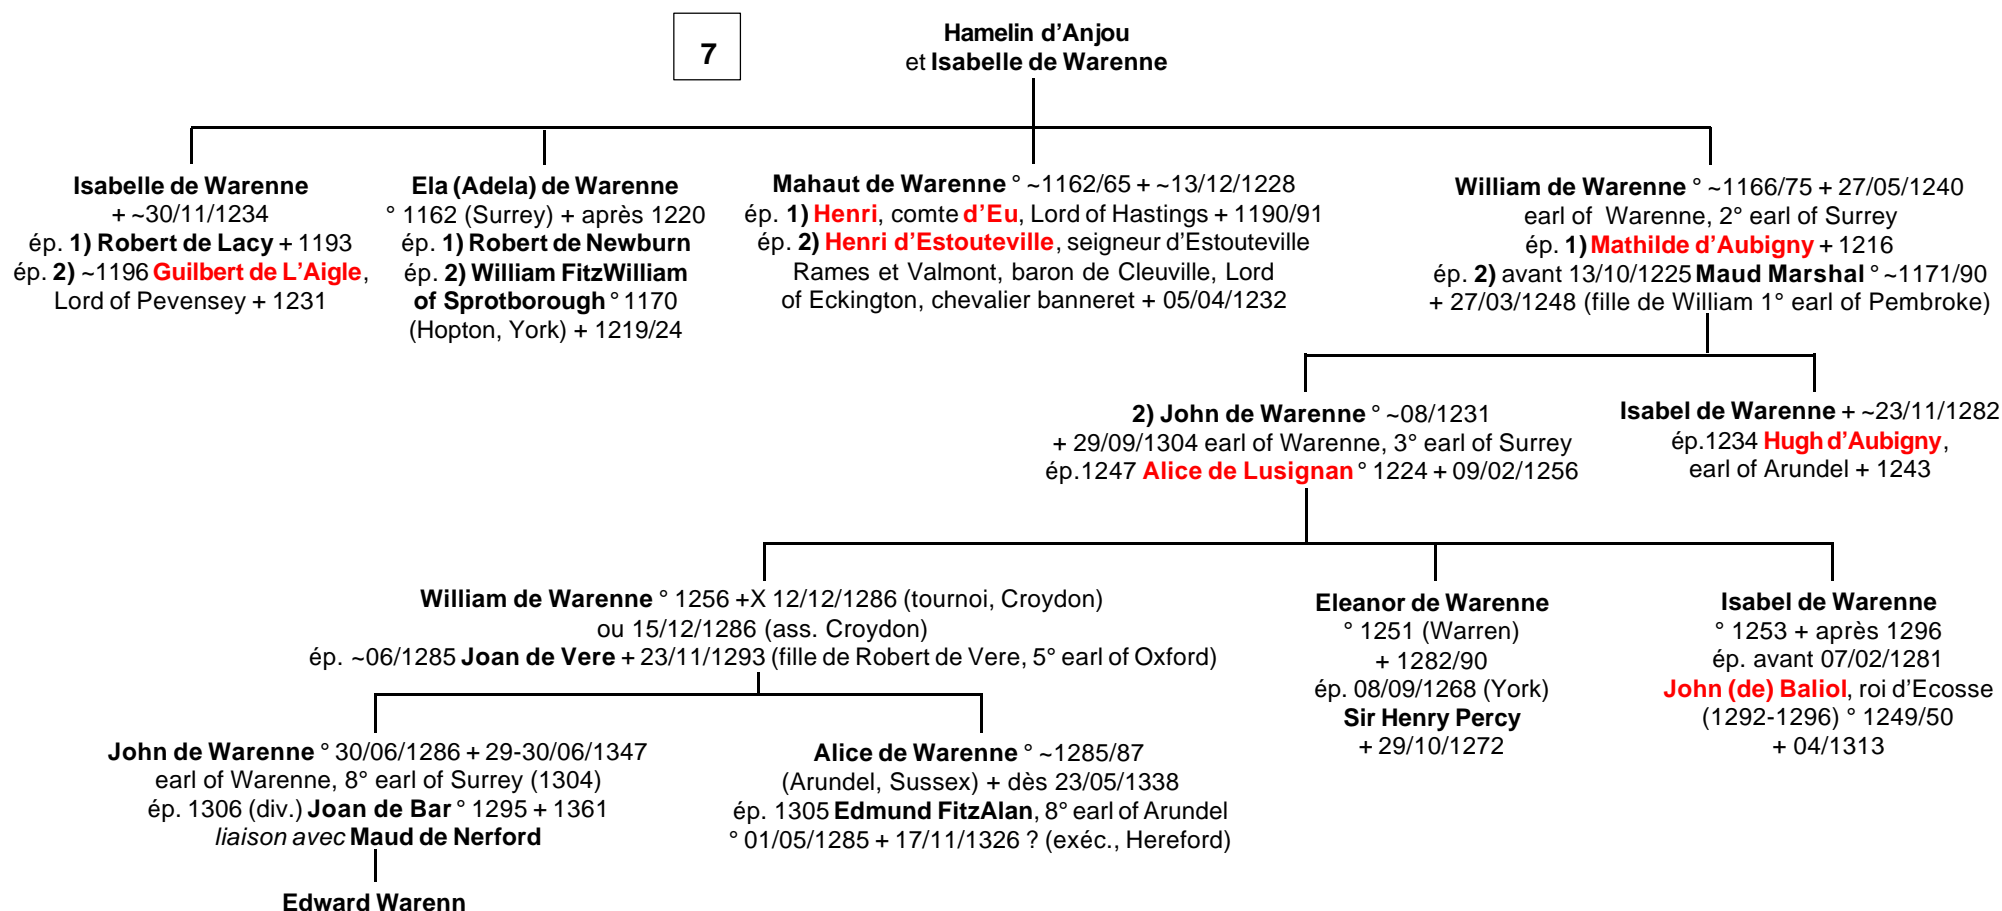 7
Hamelin d'Anjou
et Isabelle de Warenne
Isabelle de Warenne
+ ~30/11/1234
ép. 1) Robert de Lacy + 1193
ép. 2) ~1196 Guilbert de L'Aigle,
Lord of Pevensey + 1231
Ela (Adela) de Warenne
° 1162 (Surrey) + après 1220
ép. 1) Robert de Newburn
ép. 2) William FitzWilliam
of Sprotborough ° 1170
(Hopton, York) + 1219/24
Mahaut de Warenne ° ~1162/65 + ~13/12/1228
ép. 1) Henri, comte d'Eu, Lord of Hastings + 1190/91
ép. 2) Henri d'Estouteville, seigneur d'Estouteville
Rames et Valmont, baron de Cleuville, Lord
of Eckington, chevalier banneret + 05/04/1232
William de Warenne ° ~1166/75 + 27/05/1240
earl of Warenne, 2° earl of Surrey
ép. 1) Mathilde d'Aubigny + 1216
ép. 2) avant 13/10/1225 Maud Marshal ° ~1171/90
+ 27/03/1248 (fille de William 1° earl of Pembroke)
2) John de Warenne ° ~08/1231
+ 29/09/1304 earl of Warenne, 3° earl of Surrey
ép.1247 Alice de Lusignan ° 1224 + 09/02/1256
Isabel de Warenne + ~23/11/1282
ép.1234 Hugh d'Aubigny,
earl of Arundel + 1243
William de Warenne ° 1256 +X 12/12/1286 (tournoi, Croydon)
ou 15/12/1286 (ass. Croydon)
ép. ~06/1285 Joan de Vere + 23/11/1293 (fille de Robert de Vere, 5° earl of Oxford)
Eleanor de Warenne
° 1251 (Warren)
+ 1282/90
ép. 08/09/1268 (York)
Sir Henry Percy
+ 29/10/1272
Isabel de Warenne
° 1253 + après 1296
ép. avant 07/02/1281
John (de) Baliol, roi d'Ecosse
(1292-1296) ° 1249/50
+ 04/1313
John de Warenne ° 30/06/1286 + 29-30/06/1347
earl of Warenne, 8° earl of Surrey (1304)
ép. 1306 (div.) Joan de Bar ° 1295 + 1361
liaison avec Maud de Nerford
Alice de Warenne ° ~1285/87
(Arundel, Sussex) + dès 23/05/1338
ép. 1305 Edmund FitzAlan, 8° earl of Arundel
° 01/05/1285 + 17/11/1326 ? (exéc., Hereford)
Edward Warenn